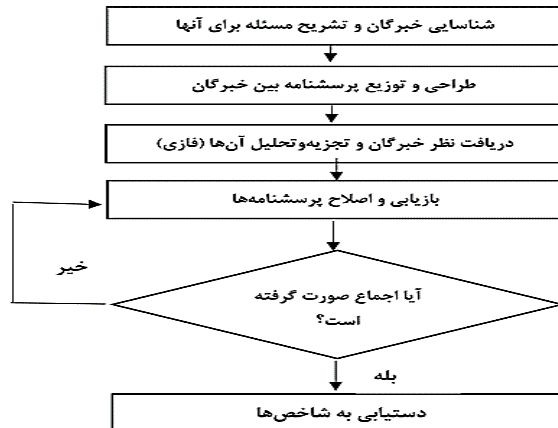 شناسایی خبرگان و تشریح مسئله برای آنها
طراحی و توزیع پرسشنامه بین خبرگان
دریافت نظر خبرگان و تجزیه‌وتحلیل آن‌ها (فازی)
بازیابی و اصلاح پرسشنامه‌ها
خیر
آیا اجماع صورت گرفته
است؟
بله
دستیابی به شاخص‌ها